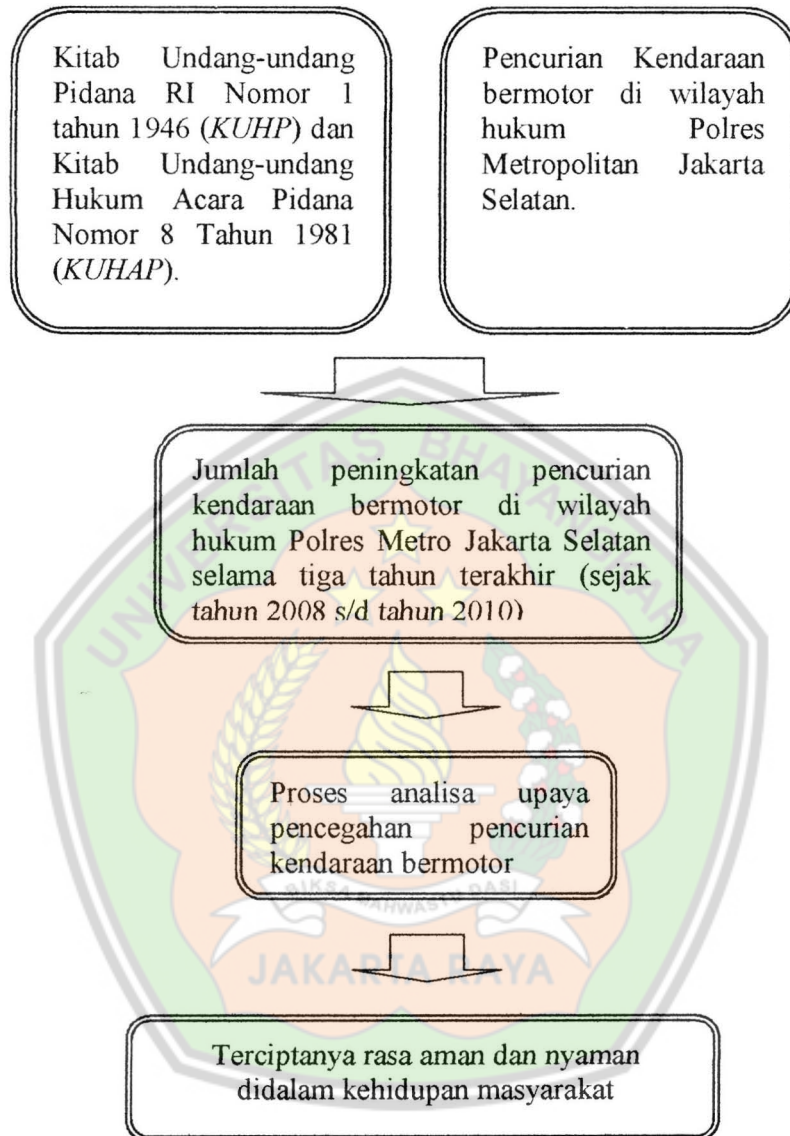 Kitab Undang-undang
Pidana RI Nomor 1
tahun 1946 (KUHP) dan
Kitab Undang-undang
Hukum Acara Pidana
Nomor 8 Tahun 1981
(KUHAP).
Pencurian Kendaraan
bermotor di wilayah
hukum Polres
Metropolitan Jakarta
Selatan.
Jumlah peningkatan pencurian
kendaraan bermotor di wilayah
hukum Polres Metro Jakarta Selatan
selama tiga tahun terakhir (sejak
tahun 2008 s/d tahun 2010)
Proses analisa upaya
pencegahan pencurian
kendaraan bermotor
Terciptanya rasa aman dan nyaman
didalam kehidupan masyarakat
UNIVERSITAS BHAYANGKARA
JAKARTA RAYA